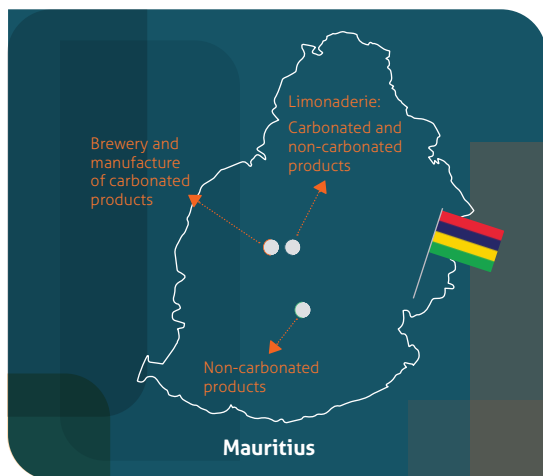 Limonaderie:
Carbonated and
non-carbonated
products
Brewery and
manufacture
of carbonated
products
Non-carbonated
products
Mauritius